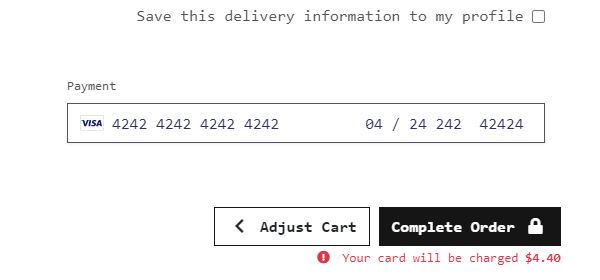 Save this delivery information to my profile
Payment
VISA 4242 4242 4242 4242 04 / 24 242 42424
Adjust Cart Complete Order
Your card will be charged $4.40